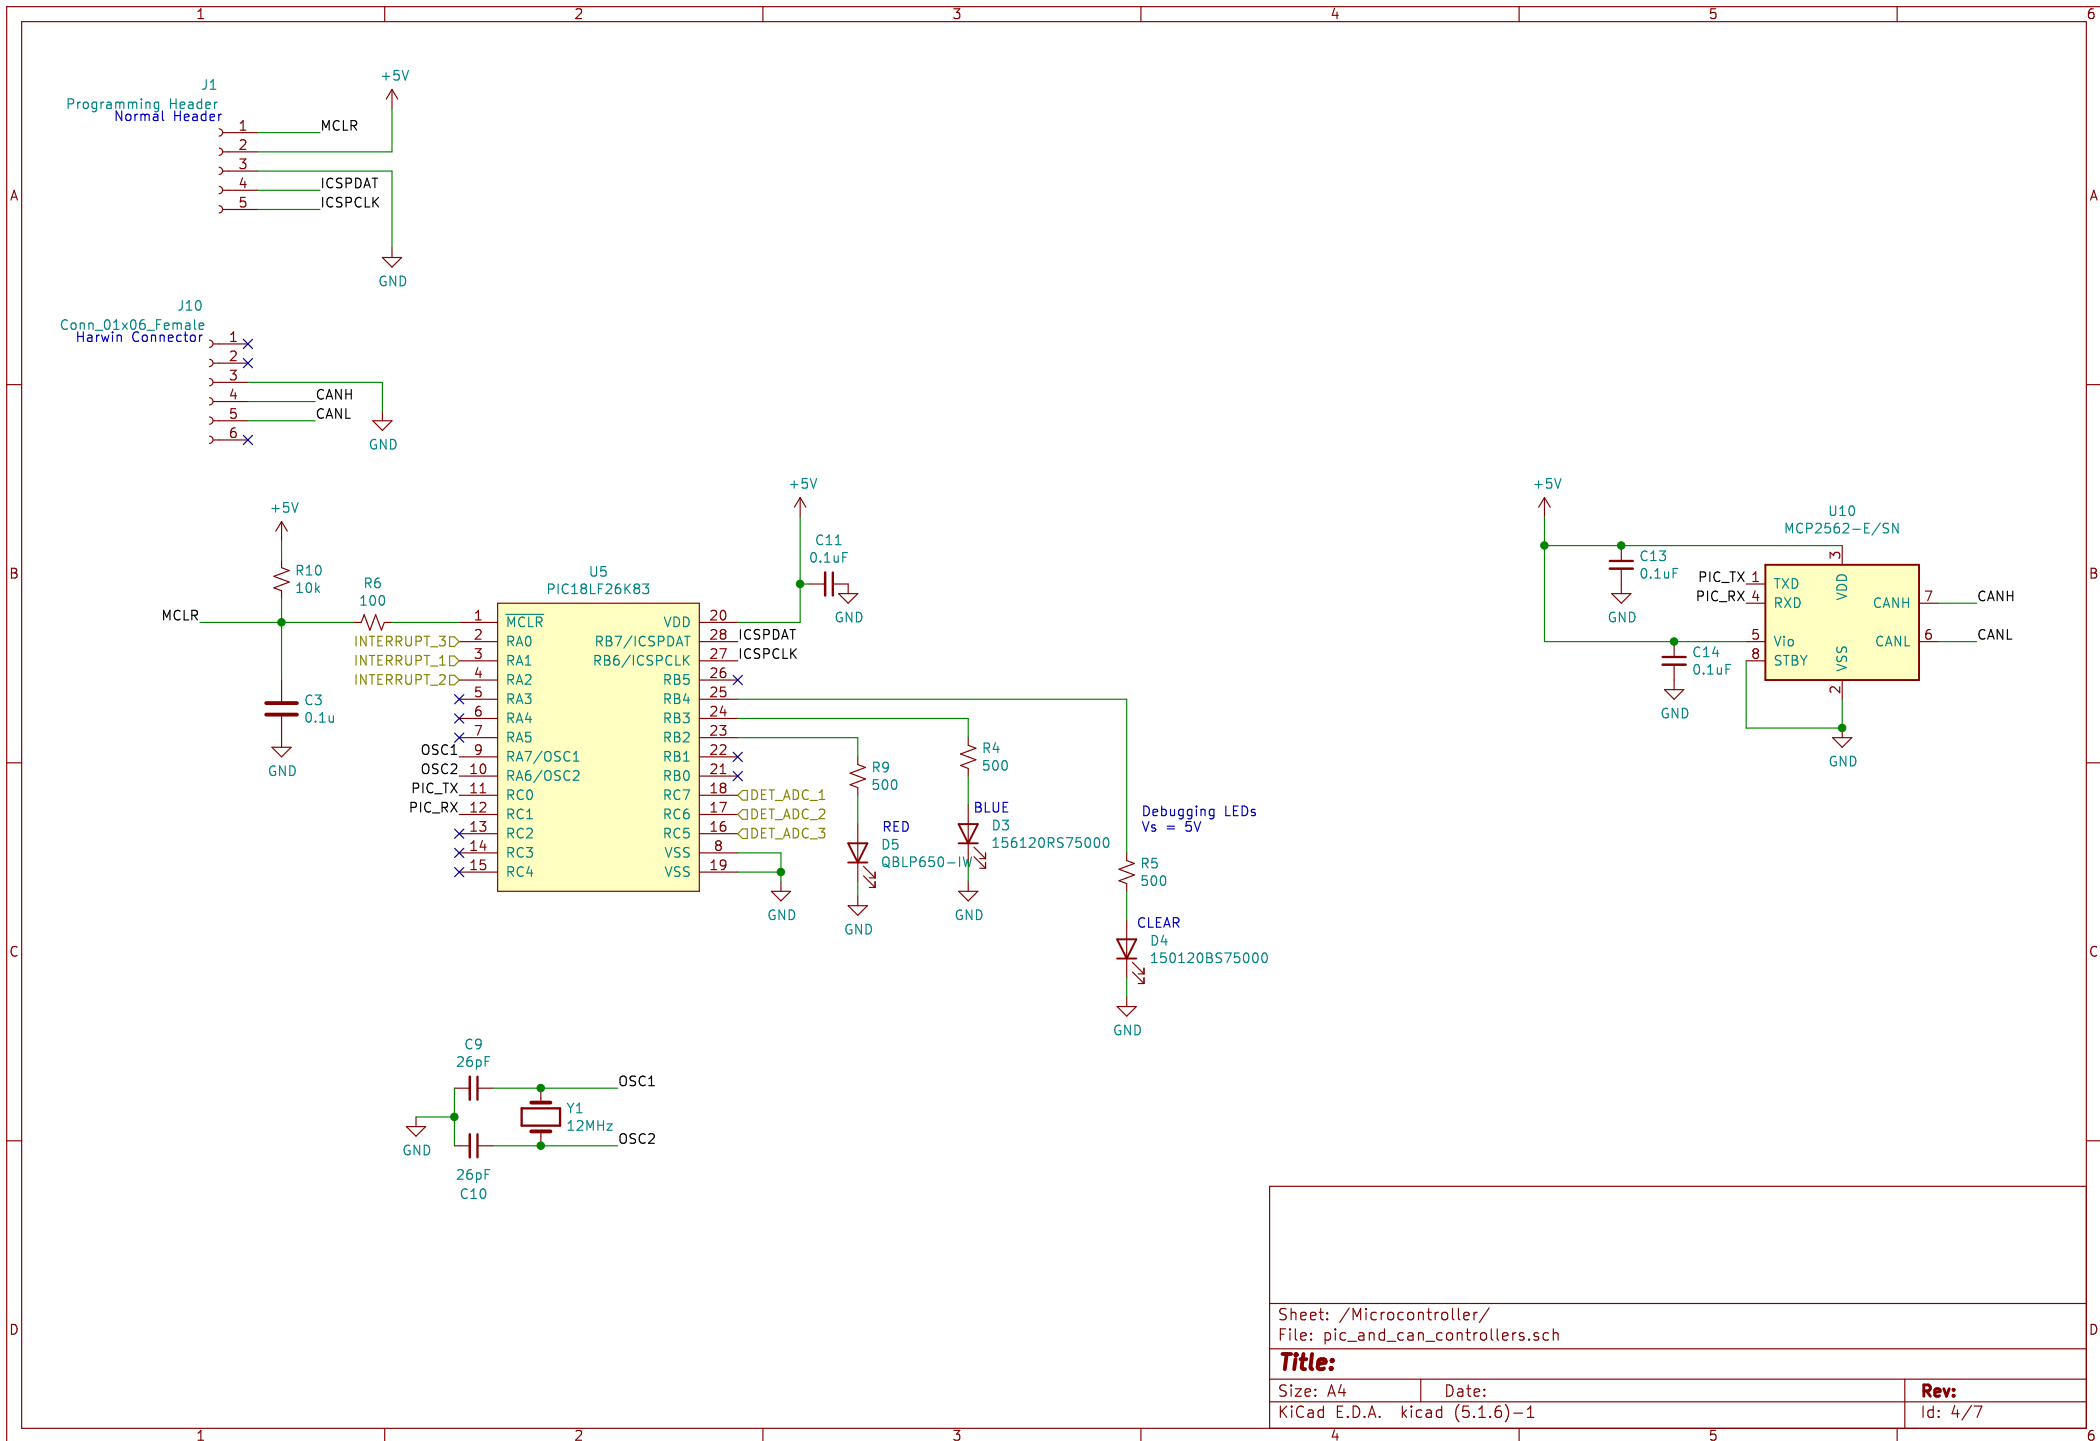 1 2 3 4 5 6
A
B
C
D
A
B
C
D
J1
Programming Header
Normal Header
1
2
3
4
5
MCLR
ICSPDAT
ICSPCLK
+5V
GND
J10
Conn_01x06_Female
Harwin Connector
1
2
3
4
5
6
CANH
CANL
GND
+5V
R10
10k
MCLR
R6
100
C3
0.1u
GND
U5
PIC18LF26K83
INTERRUPT_3
INTERRUPT_1
INTERRUPT_2
OSC1
OSC2
PIC_TX
PIC_RX
1 MCLR
2 RA0
3 RA1
4 RA2
5 RA3
6 RA4
7 RA5
9 RA7/OSC1
10 RA6/OSC2
11 RC0
12 RC1
13 RC2
14 RC3
15 RC4
VDD 20
RB7/ICSPDAT 28
RB6/ICSPCLK 27
RB5 26
RB4 25
RB3 24
RB2 23
RB1 22
RB0 21
RC7 18
RC6 17
RC5 16
VSS 8
VSS 19
ICSPDAT
ICSPCLK
DET_ADC_1
DET_ADC_2
DET_ADC_3
+5V
C11
0.1uF
GND
GND
R9
500
RED
D5
QBLP650-IW
GND
R4
500
BLUE
D3
156120RS75000
GND
Debugging LEDs
Vs = 5V
R5
500
CLEAR
D4
150120BS75000
GND
+5V
C13
0.1uF
GND
C14
0.1uF
GND
U10
MCP2562-E/SN
PIC_TX
PIC_RX
1 TXD
4 RXD
5 Vio
8 STBY
3 VDD
2 VSS
CANH 7
CANL 6
CANH
CANL
GND
C9
26pF
OSC1
Y1
12MHz
OSC2
GND
26pF
C10
Sheet: /Microcontroller/
File: pic_and_can_controllers.sch
Title:
Size: A4 Date: Rev:
KiCad E.D.A. kicad (5.1.6)-1 Id: 4/7
1 2 3 4 5 6